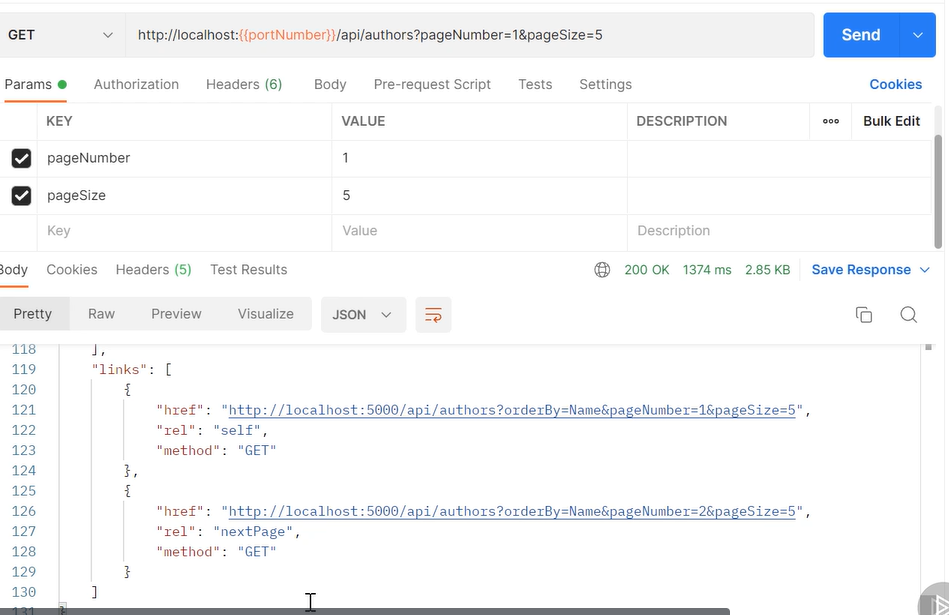 GET http://localhost:{{portNumber}}/api/authors?pageNumber=1&pageSize=5 Send
Params Authorization Headers (6) Body Pre-request Script Tests Settings Cookies
KEY VALUE DESCRIPTION ooo Bulk Edit
pageNumber 1
pageSize 5
Key Value Description
Body Cookies Headers (5) Test Results 200 OK 1374 ms 2.85 KB Save Response
Pretty Raw Preview Visualize JSON
118 ],
119 "links": [
120 {
121 "href": "http://localhost:5000/api/authors?orderBy=Name&pageNumber=1&pageSize=5",
122 "rel": "self",
123 "method": "GET"
124 },
125 {
126 "href": "http://localhost:5000/api/authors?orderBy=Name&pageNumber=2&pageSize=5",
127 "rel": "nextPage",
128 "method": "GET"
129 }
130 ]
131 }